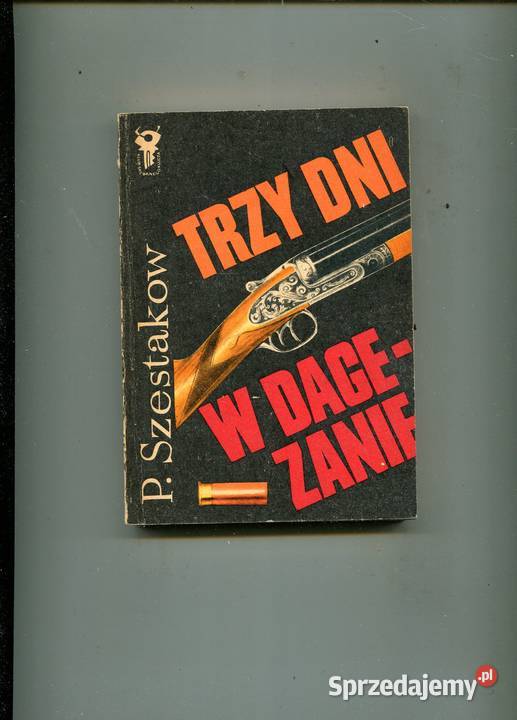 TRZY DNI
W DAGE-
ZANIE
P. Szestakow
Sprzedajemy.pl